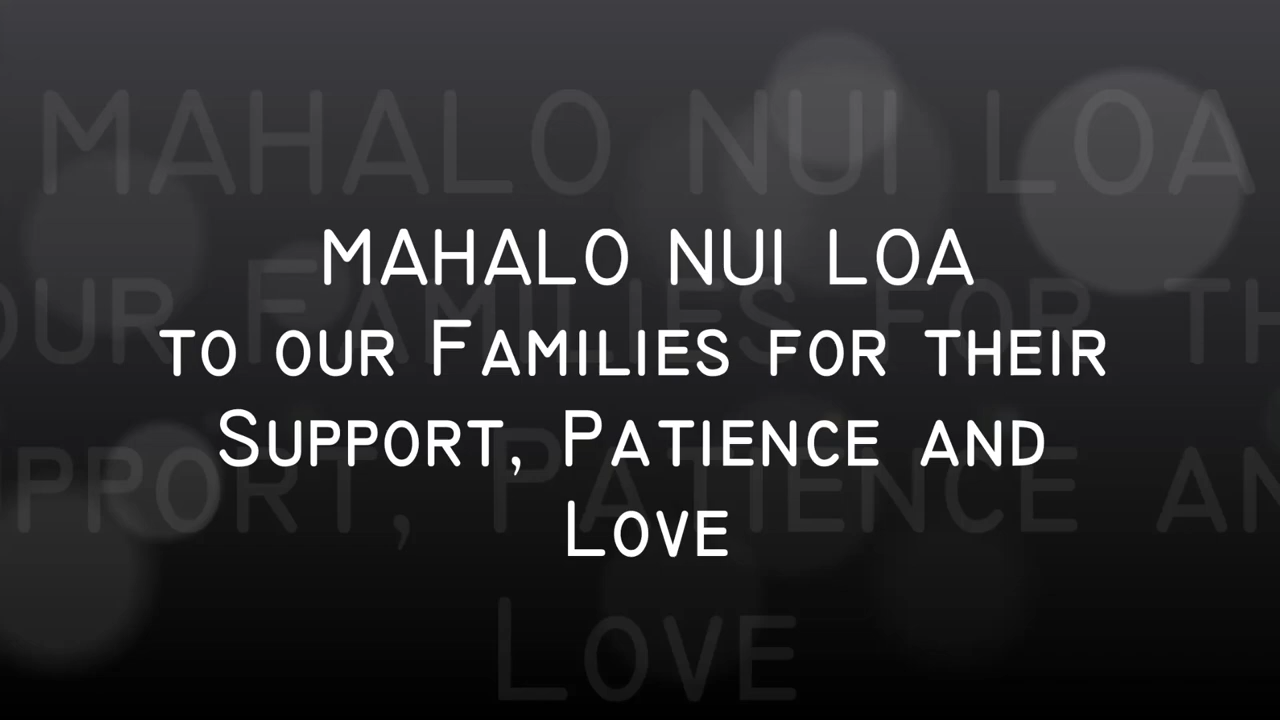 MAHALO NUI LOA
TO OUR FAMILIES FOR THEIR
SUPPORT, PATIENCE AND
LOVE